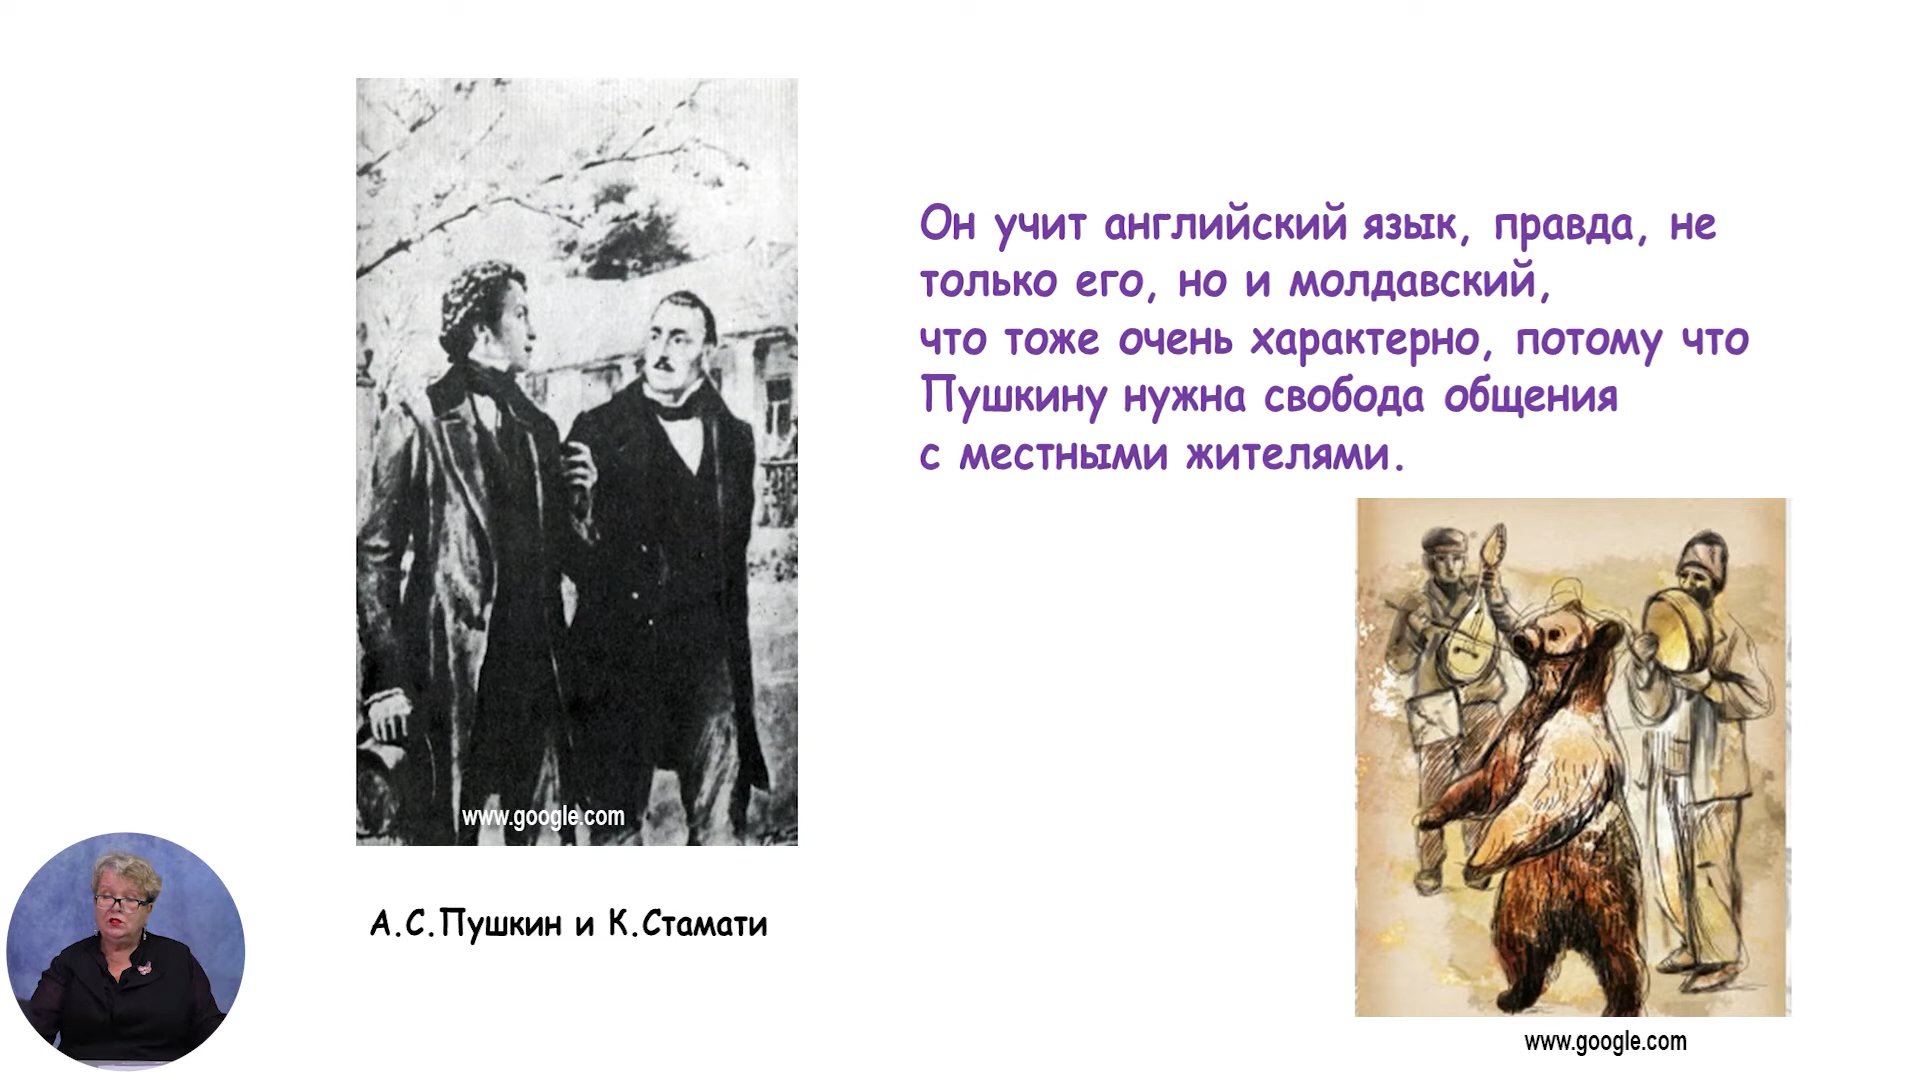 Он учит английский язык, правда, не
только его, но и молдавский,
что тоже очень характерно, потому что
Пушкину нужна свобода общения
с местными жителями.
www.google.com
А.С.Пушкин и К.Стамати
www.google.com